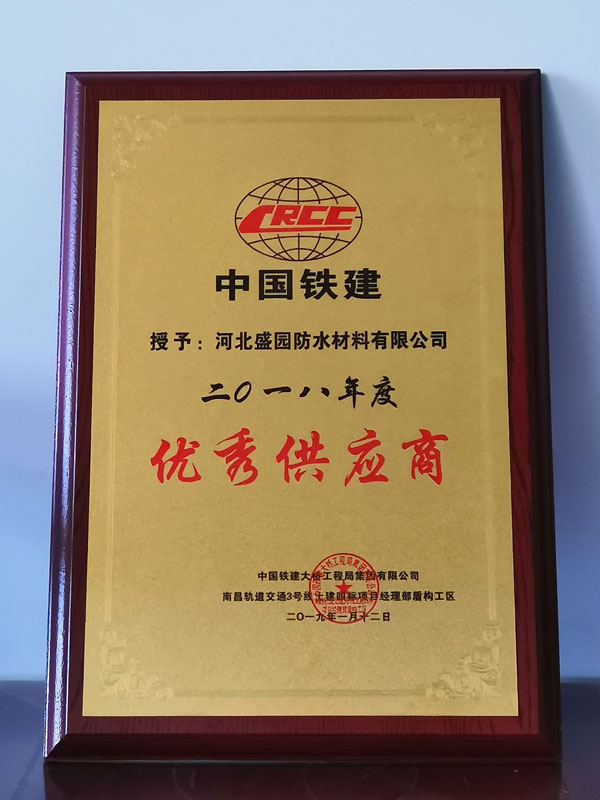 CRCC
中国铁建
授予：河北盛园防水材料有限公司
二〇一八年度
优秀供应商
中国铁建大桥工程局集团有限公司
南昌轨道交通3号线土建四标项目经理部盾构工区
二〇一九年一月十二日